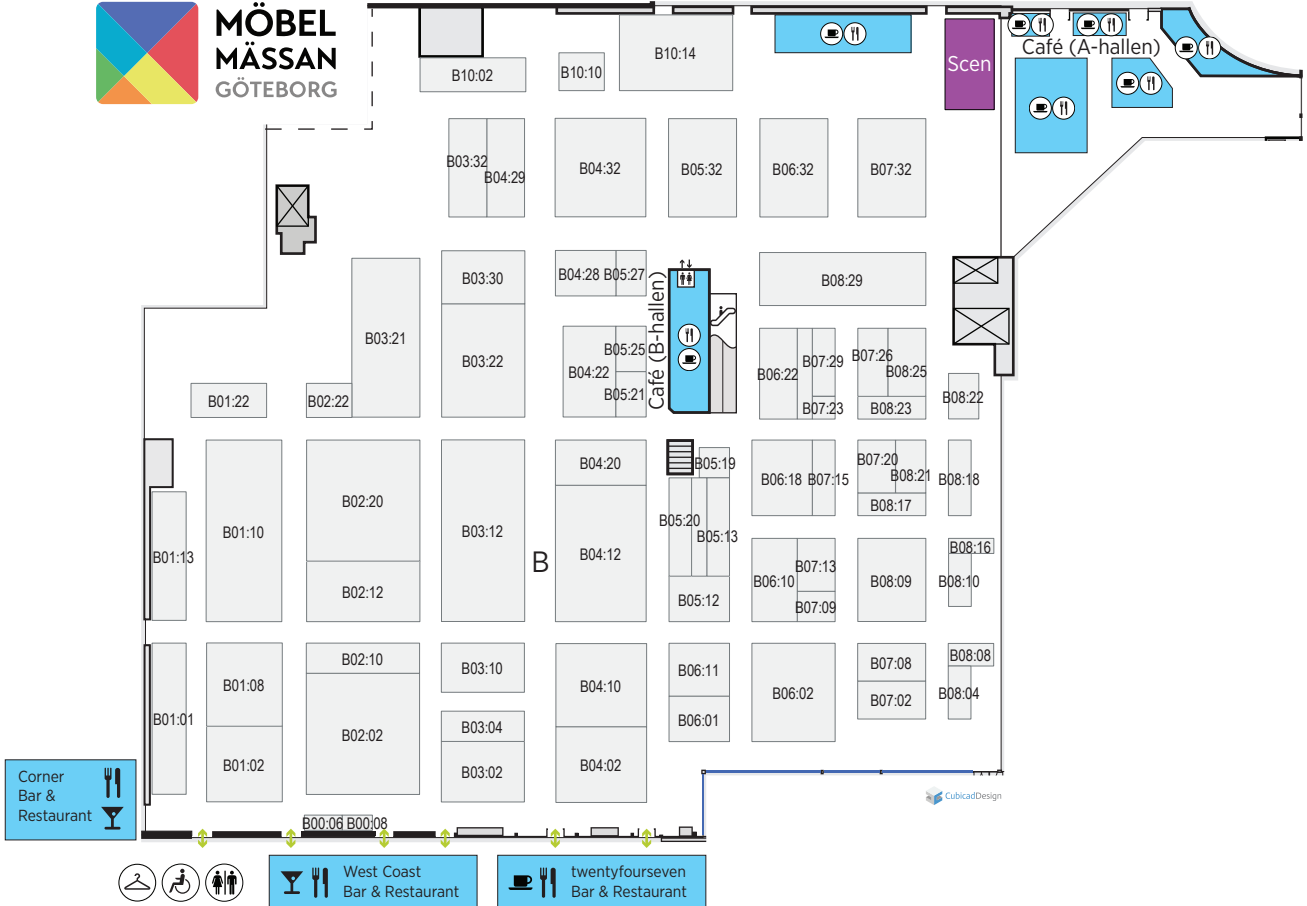 MÖBEL
MÄSSAN
GÖTEBORG
B10:02
B10:10
B10:14
Scen
Café (A-hallen)
B03:32
B04:29
B04:32
B05:32
B06:32
B07:32
B03:21
B03:30
B03:22
B04:28
B05:27
B04:22
B05:25
B05:21
Café (B-hallen)
B08:29
B06:22
B07:29
B07:23
B07:26
B08:25
B08:23
B08:22
B01:22
B02:22
B01:13
B01:10
B02:20
B02:12
B03:12
B
B04:20
B04:12
B05:19
B05:20
B05:13
B05:12
B06:18
B07:15
B07:20
B08:21
B08:17
B08:18
B06:10
B07:13
B07:09
B08:09
B08:16
B08:10
B01:01
B01:08
B01:02
B02:10
B02:02
B03:10
B03:04
B03:02
B04:10
B04:02
B06:11
B06:01
B06:02
B07:08
B07:02
B08:08
B08:04
CubicadDesign
Corner
Bar &
Restaurant
B00:06
B00:08
West Coast
Bar & Restaurant
twentyfourseven
Bar & Restaurant